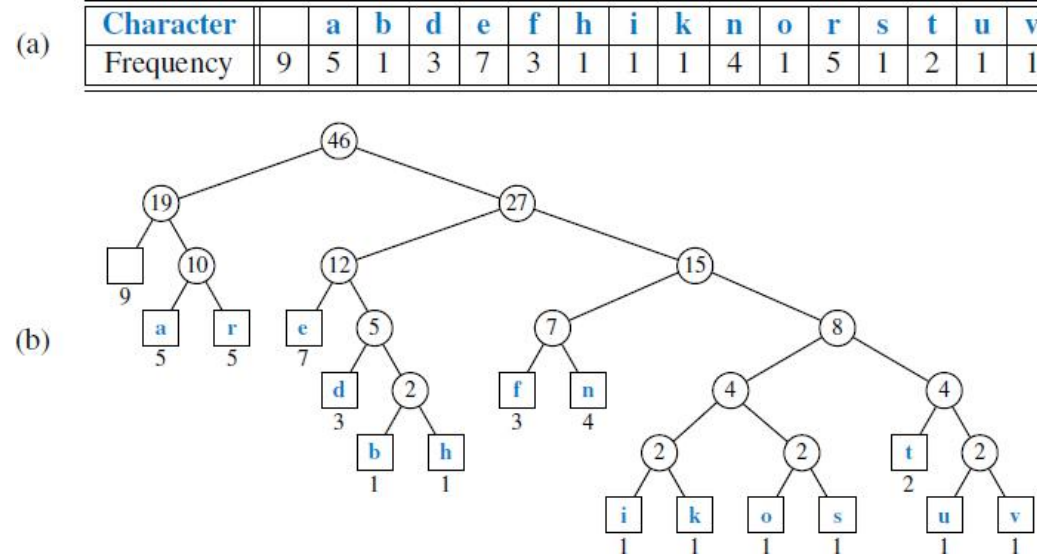 Character a b d e f h i k n o r s t u v
(a)
Frequency 9 5 1 3 7 3 1 1 1 4 1 5 1 2 1 1
46
19 27
10 12 15
9
a r e 5 7 8
5 5 7
d 2 f n 4 4
3 3 4
b h 2 2 t 2
1 1 2
i k o s u v
1 1 1 1 1 1
(b)